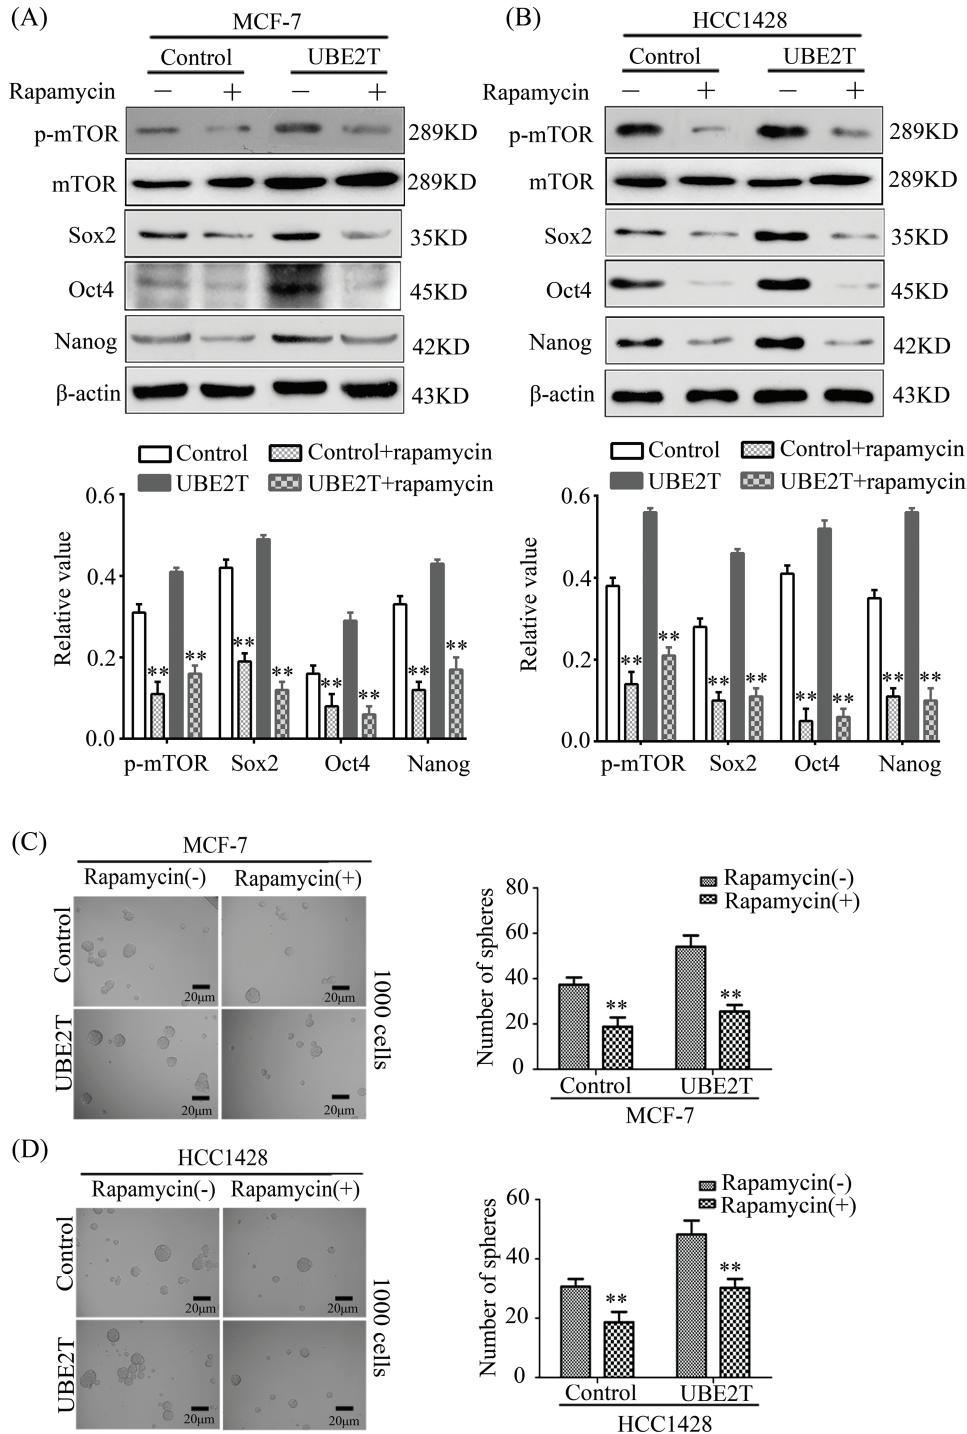 (A)
MCF-7
Control UBE2T
Rapamycin — + — +
p-mTOR 289KD
mTOR 289KD
Sox2 35KD
Oct4 45KD
Nanog 42KD
β-actin 43KD
Control Control+rapamycin
UBE2T UBE2T+rapamycin
Relative value
0.6
0.4
0.2
0.0
** ** ** ** ** ** ** **
p-mTOR Sox2 Oct4 Nanog
(B)
HCC1428
Control UBE2T
Rapamycin — + — +
p-mTOR 289KD
mTOR 289KD
Sox2 35KD
Oct4 45KD
Nanog 42KD
β-actin 43KD
Control Control+rapamycin
UBE2T UBE2T+rapamycin
Relative value
0.6
0.4
0.2
0.0
** ** ** ** ** ** ** **
p-mTOR Sox2 Oct4 Nanog
(C)
MCF-7
Rapamycin(-) Rapamycin(+)
Control
20μm 20μm
UBE2T
20μm 20μm
1000 cells
Rapamycin(-)
Rapamycin(+)
Number of spheres
80
60
40
20
0
** **
Control UBE2T
MCF-7
(D)
HCC1428
Rapamycin(-) Rapamycin(+)
Control
20μm 20μm
UBE2T
20μm 20μm
1000 cells
Rapamycin(-)
Rapamycin(+)
Number of spheres
60
40
20
0
** **
Control UBE2T
HCC1428